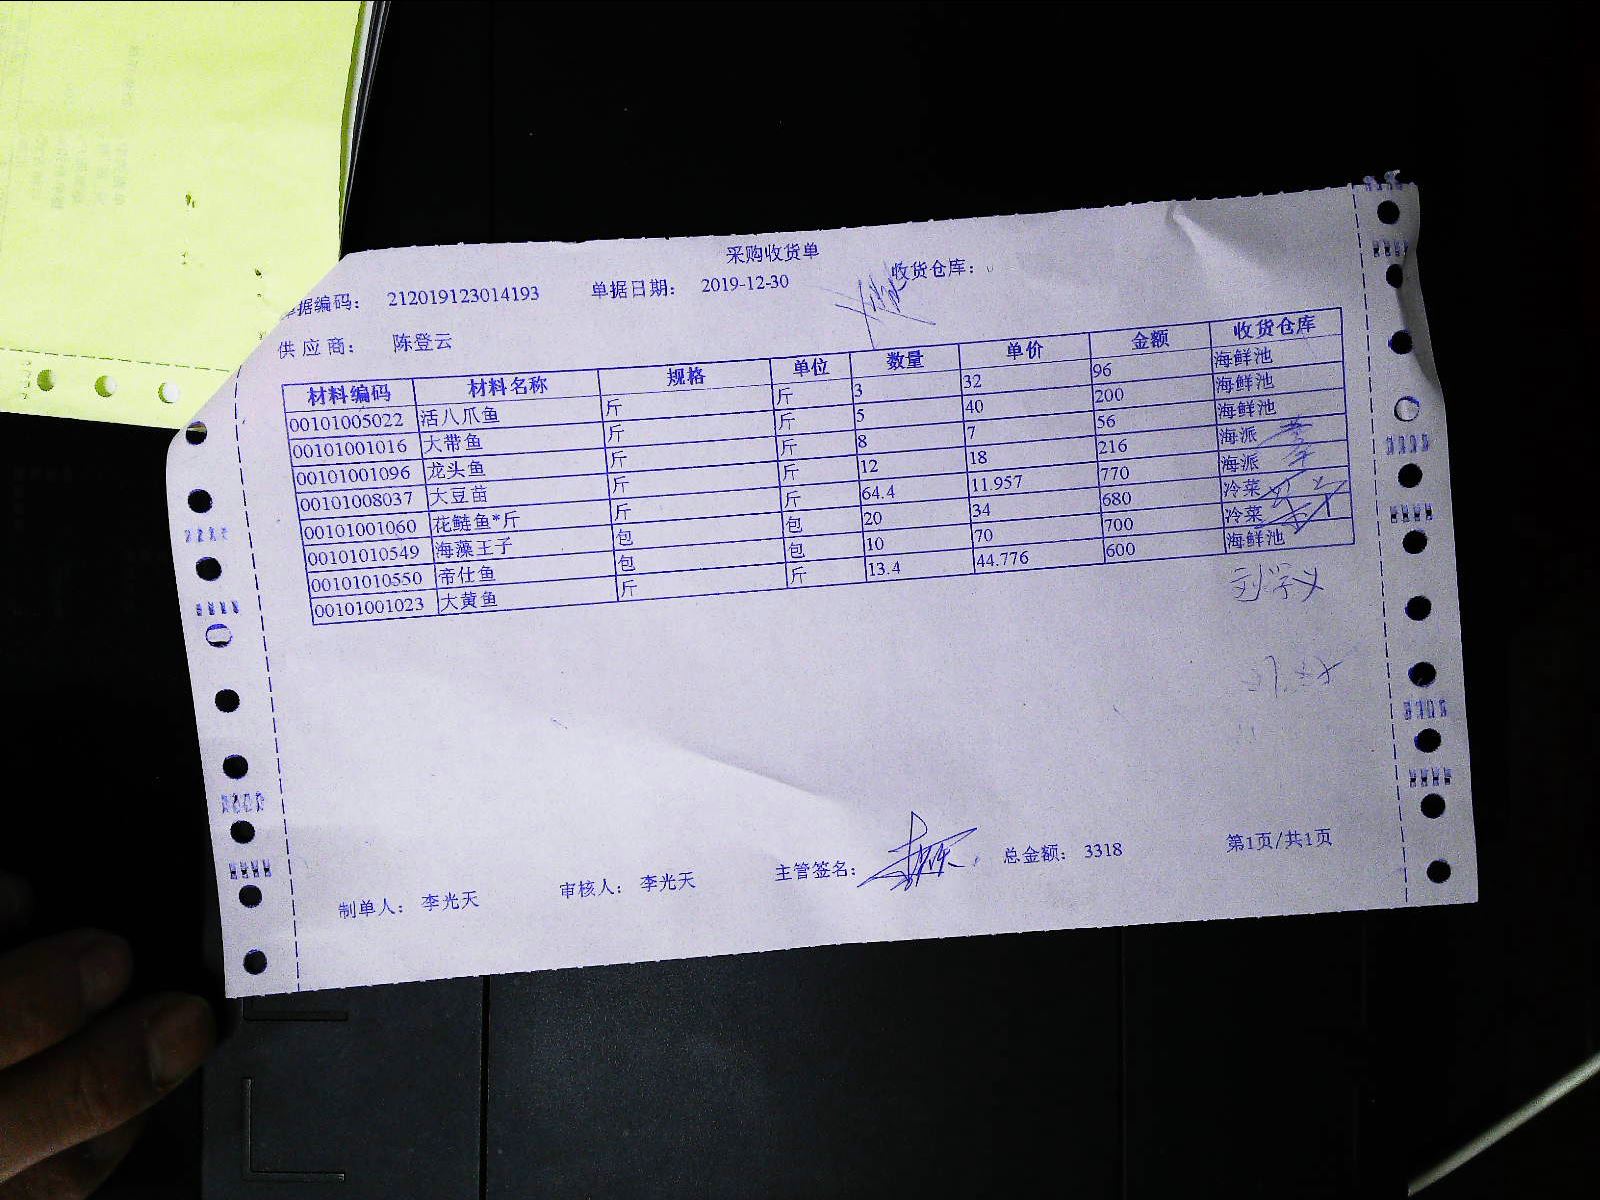 采购收货单
据编码： 212019123014193 单据日期： 2019-12-30 收货仓库：
供应商： 陈登云
材料编码 材料名称 规格 单位 数量 单价 金额 收货仓库
00101005022 活八爪鱼 斤 斤 3 32 96 海鲜池
00101001016 大带鱼 斤 斤 5 40 200 海鲜池
00101001096 龙头鱼 斤 斤 8 7 56 海鲜池
00101008037 大豆苗 斤 斤 12 18 216 海派
00101001060 花鲢鱼*斤 斤 斤 64.4 11.957 770 海派
00101010549 海藻王子 包 包 20 34 680 冷菜
00101010550 帝仕鱼 包 包 10 70 700 冷菜
00101001023 大黄鱼 斤 斤 13.4 44.776 600 海鲜池
刘学义
制单人： 李光天 审核人： 李光天 主管签名： 总金额： 3318 第1页/共1页